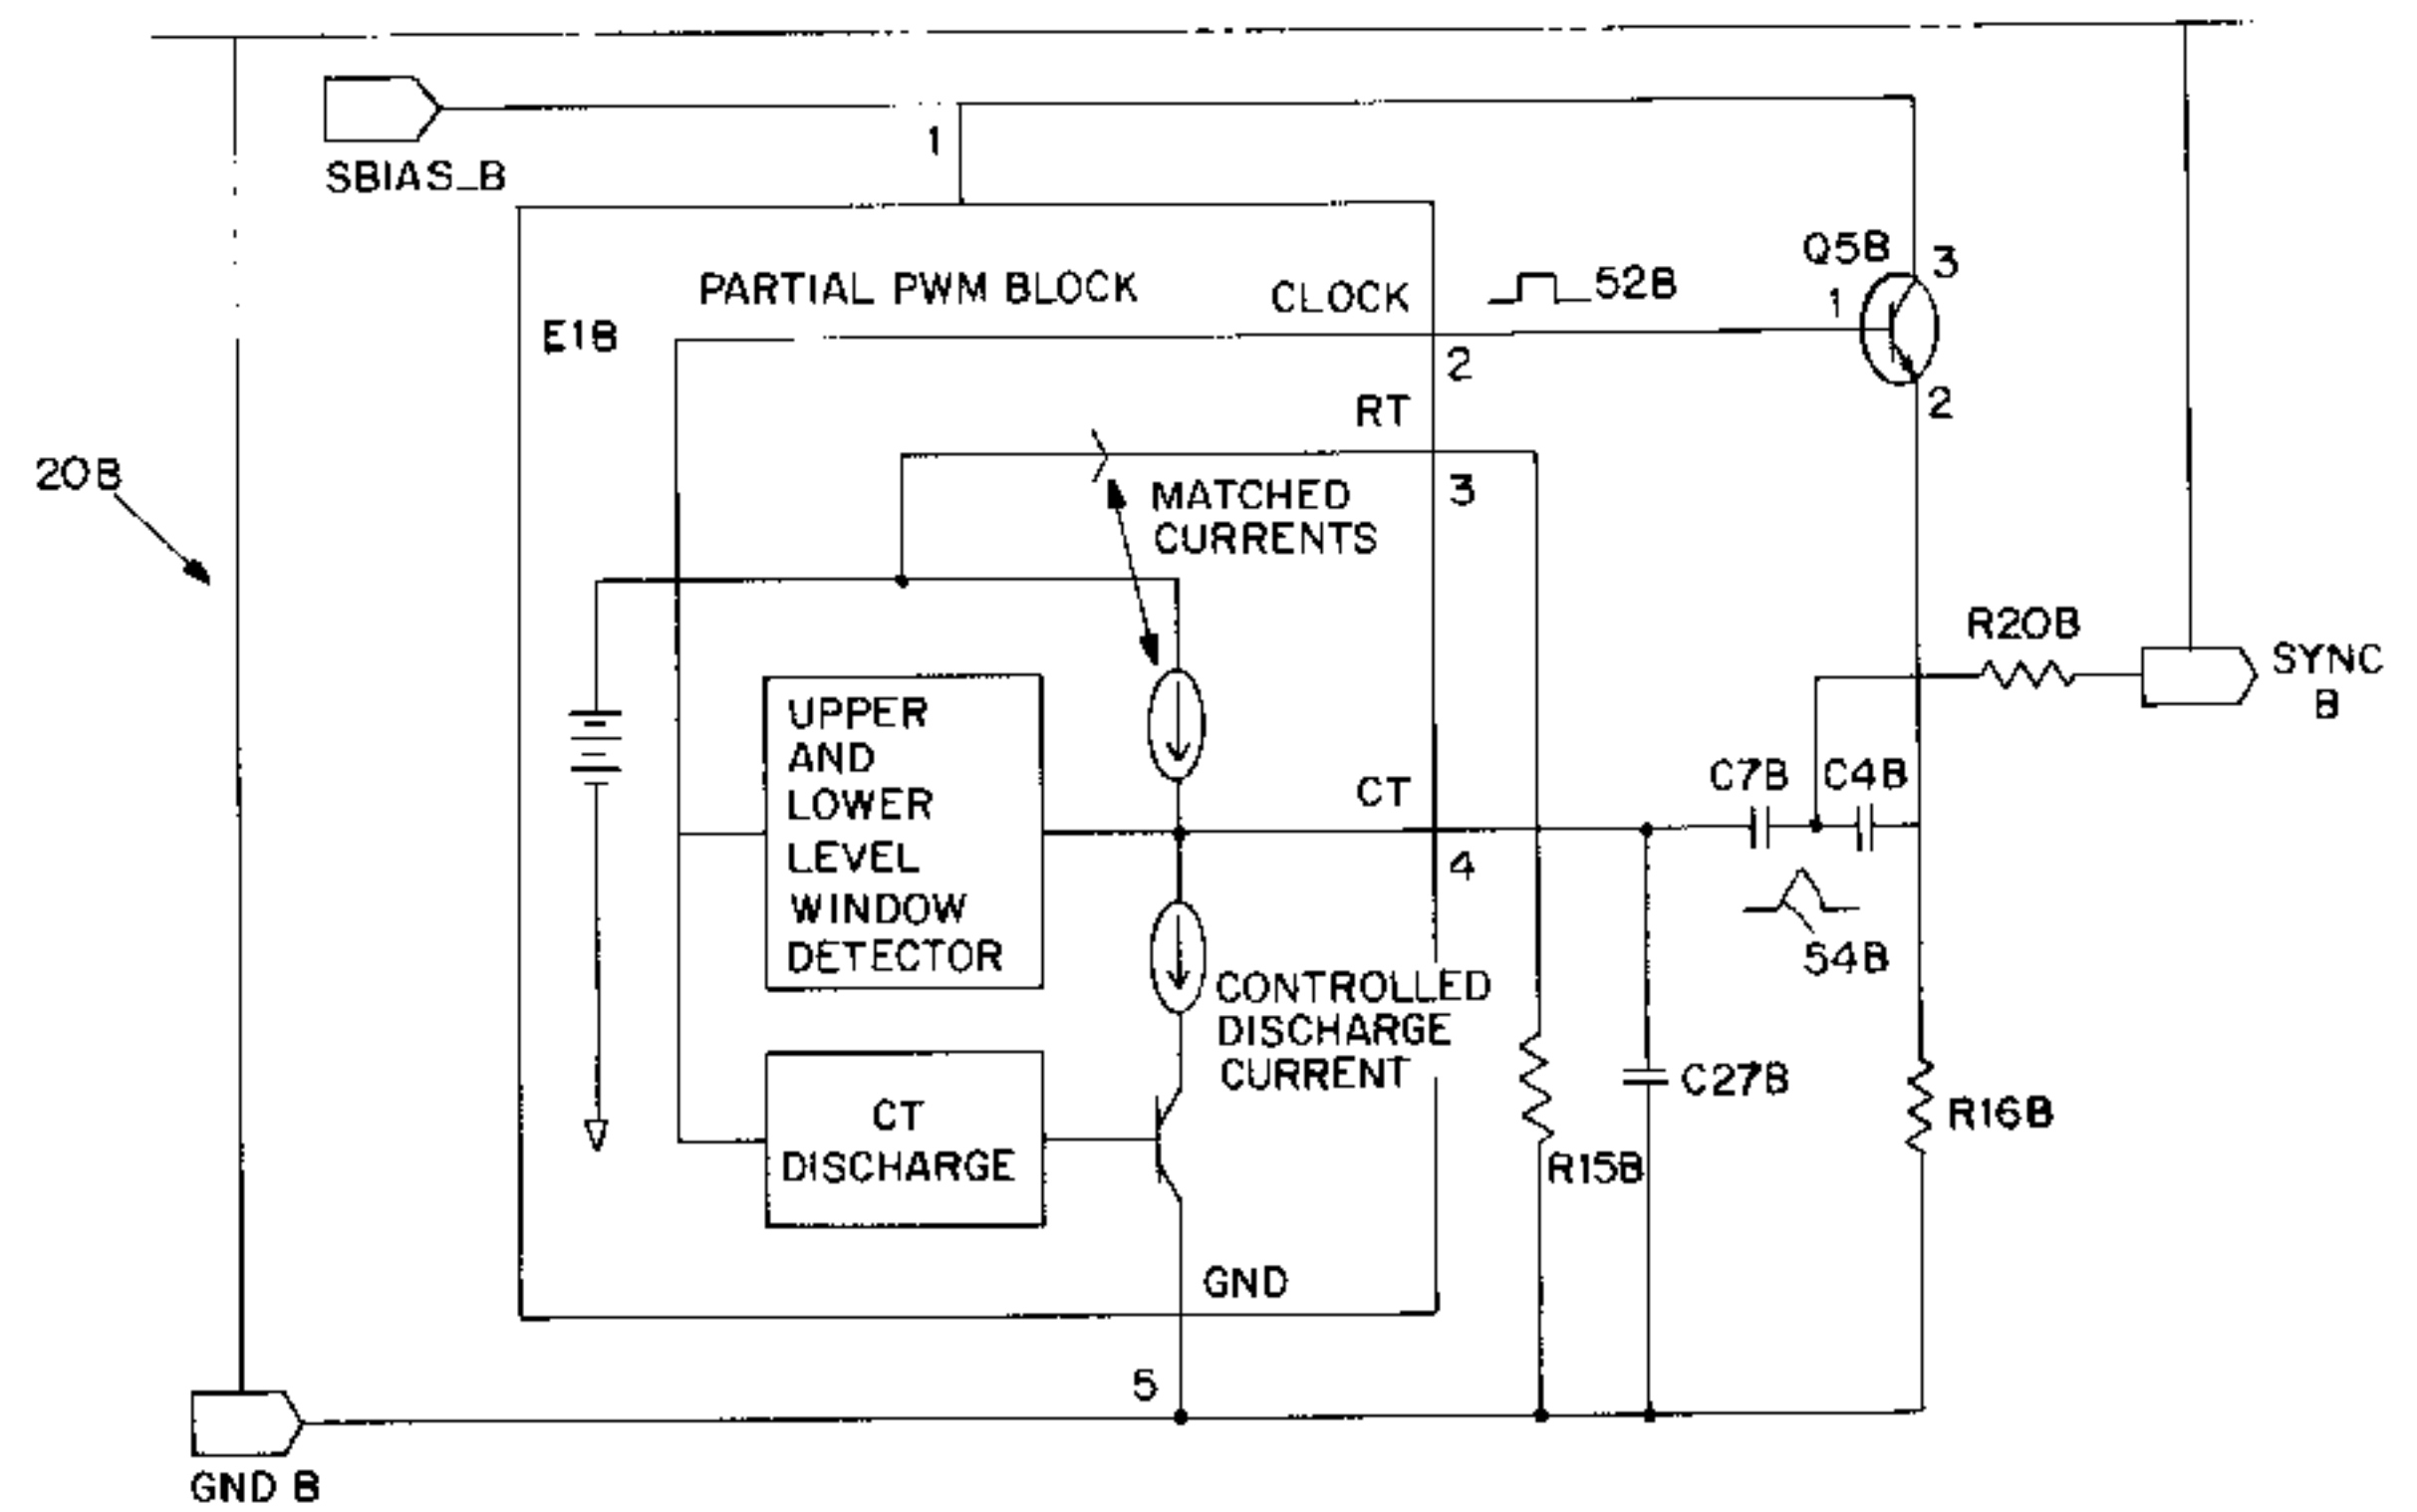 SBIAS_B
1
PARTIAL PWM BLOCK
E1B
CLOCK
52B
2
Q5B
3
1
2
RT
3
MATCHED
CURRENTS
20B
R20B
SYNC
B
UPPER
AND
LOWER
LEVEL
WINDOW
DETECTOR
CT
4
C7B
C4B
54B
CONTROLLED
DISCHARGE
CURRENT
CT
DISCHARGE
R15B
C27B
R16B
GND
5
GND B